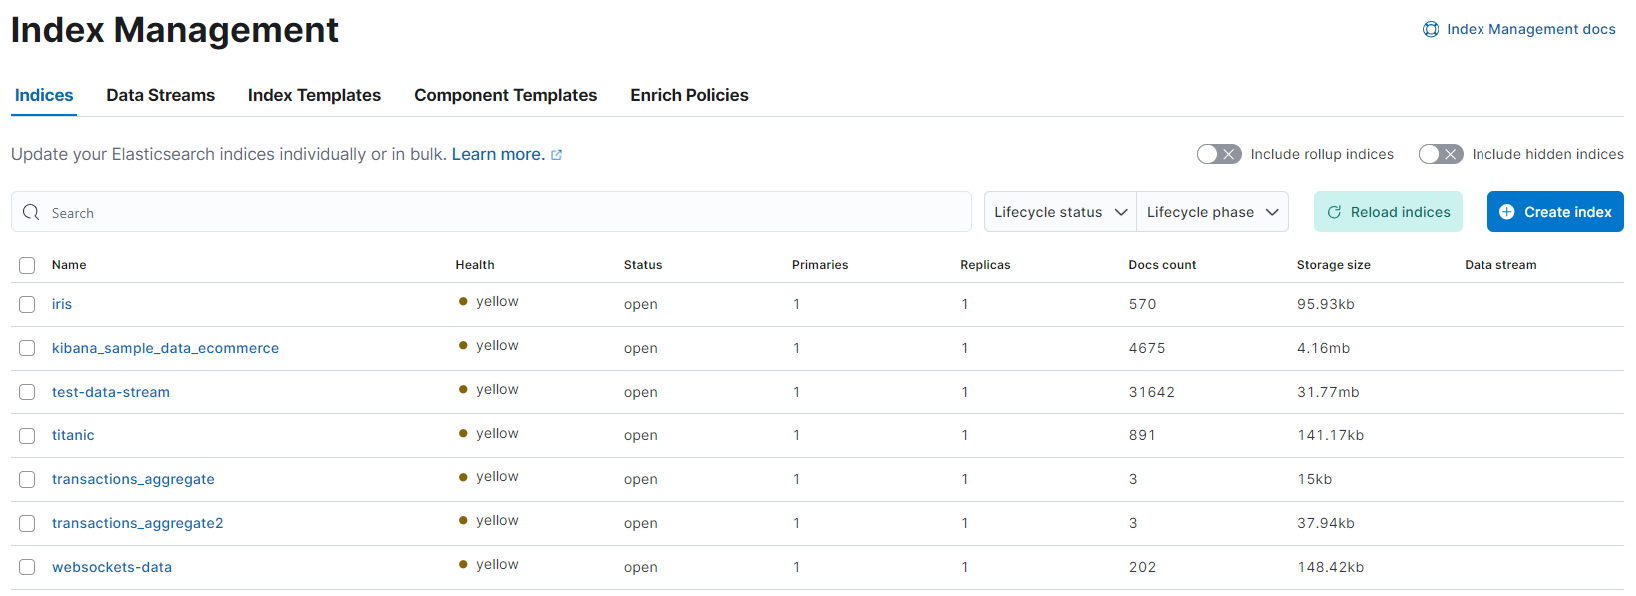 Index Management
Index Management docs
Indices Data Streams Index Templates Component Templates Enrich Policies
Update your Elasticsearch indices individually or in bulk. Learn more.
Include rollup indices Include hidden indices
Search Lifecycle status Lifecycle phase Reload indices Create index
Name Health Status Primaries Replicas Docs count Storage size Data stream
iris yellow open 1 1 570 95.93kb
kibana_sample_data_ecommerce yellow open 1 1 4675 4.16mb
test-data-stream yellow open 1 1 31642 31.77mb
titanic yellow open 1 1 891 141.17kb
transactions_aggregate yellow open 1 1 3 15kb
transactions_aggregate2 yellow open 1 1 3 37.94kb
websockets-data yellow open 1 1 202 148.42kb